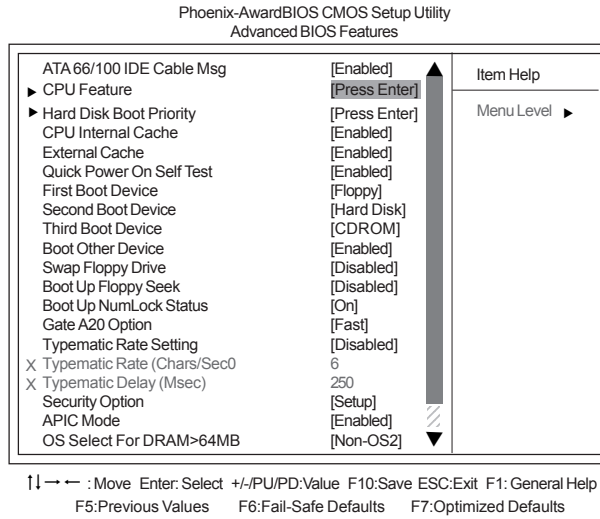 Phoenix-AwardBIOS CMOS Setup Utility
Advanced BIOS Features
ATA 66/100 IDE Cable Msg [Enabled]
Item Help
► CPU Feature [Press Enter]
► Hard Disk Boot Priority [Press Enter]
Menu Level ►
CPU Internal Cache [Enabled]
External Cache [Enabled]
Quick Power On Self Test [Enabled]
First Boot Device [Floppy]
Second Boot Device [Hard Disk]
Third Boot Device [CDROM]
Boot Other Device [Enabled]
Swap Floppy Drive [Disabled]
Boot Up Floppy Seek [Disabled]
Boot Up NumLock Status [On]
Gate A20 Option [Fast]
Typematic Rate Setting [Disabled]
X Typematic Rate (Chars/Sec0 6
X Typematic Delay (Msec) 250
Security Option [Setup]
APIC Mode [Enabled]
OS Select For DRAM>64MB [Non-OS2]
↑↓→← : Move Enter: Select +/-/PU/PD:Value F10:Save ESC:Exit F1: General Help
F5:Previous Values F6:Fail-Safe Defaults F7:Optimized Defaults